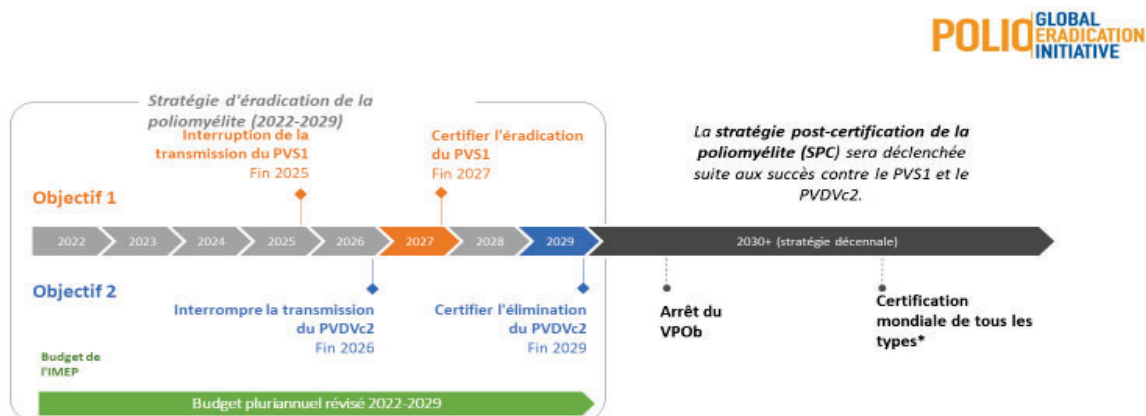 POLIO GLOBAL
ERADICATION
INITIATIVE
Stratégie d'éradication de la
poliomyélite (2022-2029)
Interruption de la
transmission du PVS1
Fin 2025
Certifier l'éradication
du PVS1
Fin 2027
La stratégie post-certification de la
poliomyélite (SPC) sera déclenchée
suite aux succès contre le PVS1 et le
PVDVc2.
Objectif 1
2022 2023 2024 2025 2026 2027 2028 2029 2030+ (stratégie décennale)
Objectif 2
Interrompre la transmission
du PVDVc2
Fin 2026
Certifier l'élimination
du PVDVc2
Fin 2029
Arrêt du
VPOb
Certification
mondiale de tous les
types*
Budget de
l'IMEP
Budget pluriannuel révisé 2022-2029